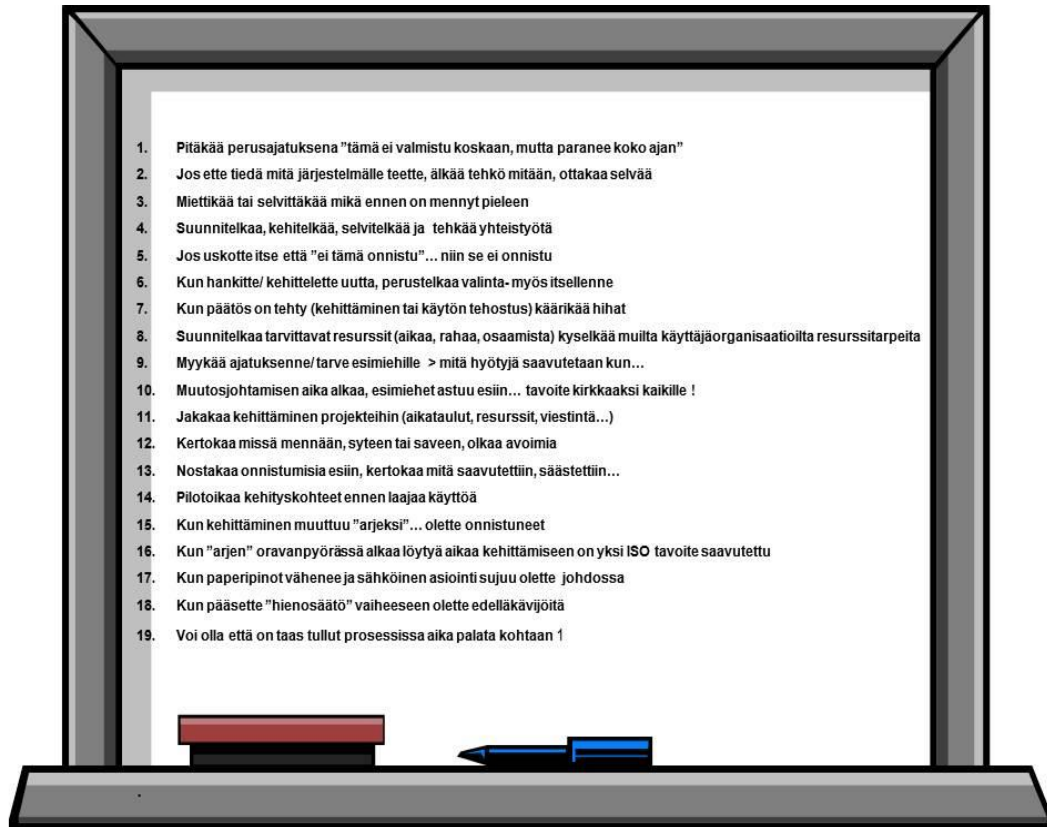 1. Pitäkää perusajatuksena ”tämä ei valmistu koskaan, mutta paranee koko ajan”
2. Jos ette tiedä mitä järjestelmälle teette, älkää tehkö mitään, ottakaa selvää
3. Miettikää tai selvittäkää mikä ennen on mennyt pieleen
4. Suunnitelkaa, kehitelkää, selvitelkää ja tehkää yhteistyötä
5. Jos uskotte itse että ”ei tämä onnistu”… niin se ei onnistu
6. Kun hankitte/ kehittelette uutta, perustelkaa valinta- myös itsellenne
7. Kun päätös on tehty (kehittäminen tai käytön tehostus) käärikää hihat
8. Suunnitelkaa tarvittavat resurssit (aikaa, rahaa, osaamista) kyselkää muilta käyttäjäorganisaatioilta resurssitarpeita
9. Myykää ajatuksenne/ tarve esimiehille > mitä hyötyjä saavutetaan kun…
10. Muutosjohtamisen aika alkaa, esimiehet astuu esiin… tavoite kirkkaaksi kaikille !
11. Jakakaa kehittäminen projekteihin (aikataulut, resurssit, viestintä…)
12. Kertokaa missä mennään, syteen tai saveen, olkaa avoimia
13. Nostakaa onnistumisia esiin, kertokaa mitä saavutettiin, säästettiin…
14. Pilotoikaa kehityskohteet ennen laajaa käyttöä
15. Kun kehittäminen muuttuu ”arjeksi”… olette onnistuneet
16. Kun ”arjen” oravanpyörässä alkaa löytyä aikaa kehittämiseen on yksi ISO tavoite saavutettu
17. Kun paperipinot vähenee ja sähköinen asiointi sujuu olette johdossa
18. Kun pääsette ”hienosäätö” vaiheeseen olette edelläkävijöitä
19. Voi olla että on taas tullut prosessissa aika palata kohtaan 1